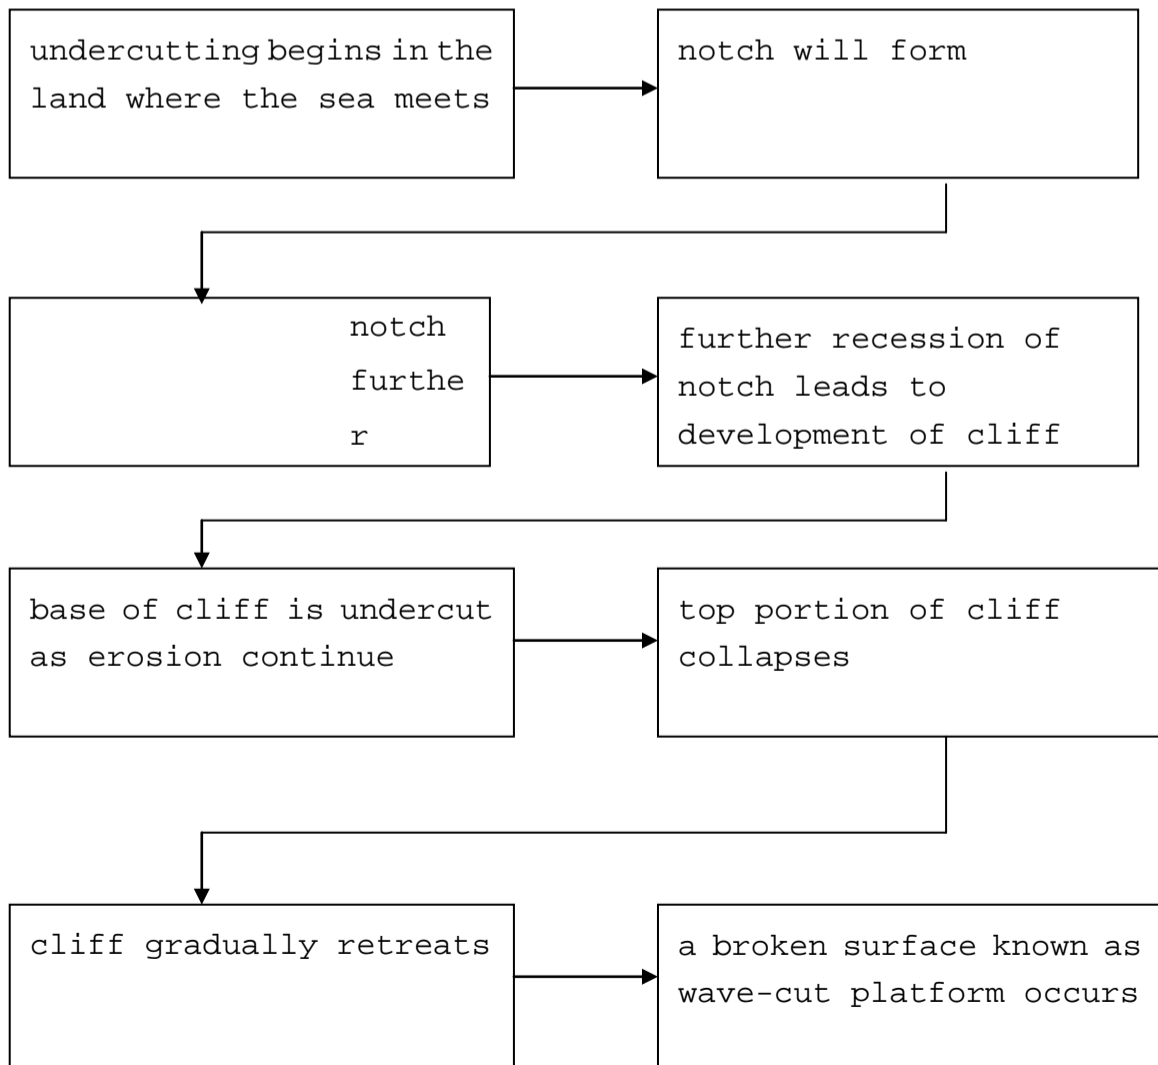 undercutting begins in the
land where the sea meets
notch will form
notch
furthe
r
further recession of
notch leads to
development of cliff
base of cliff is undercut
as erosion continue
top portion of cliff
collapses
cliff gradually retreats
a broken surface known as
wave-cut platform occurs